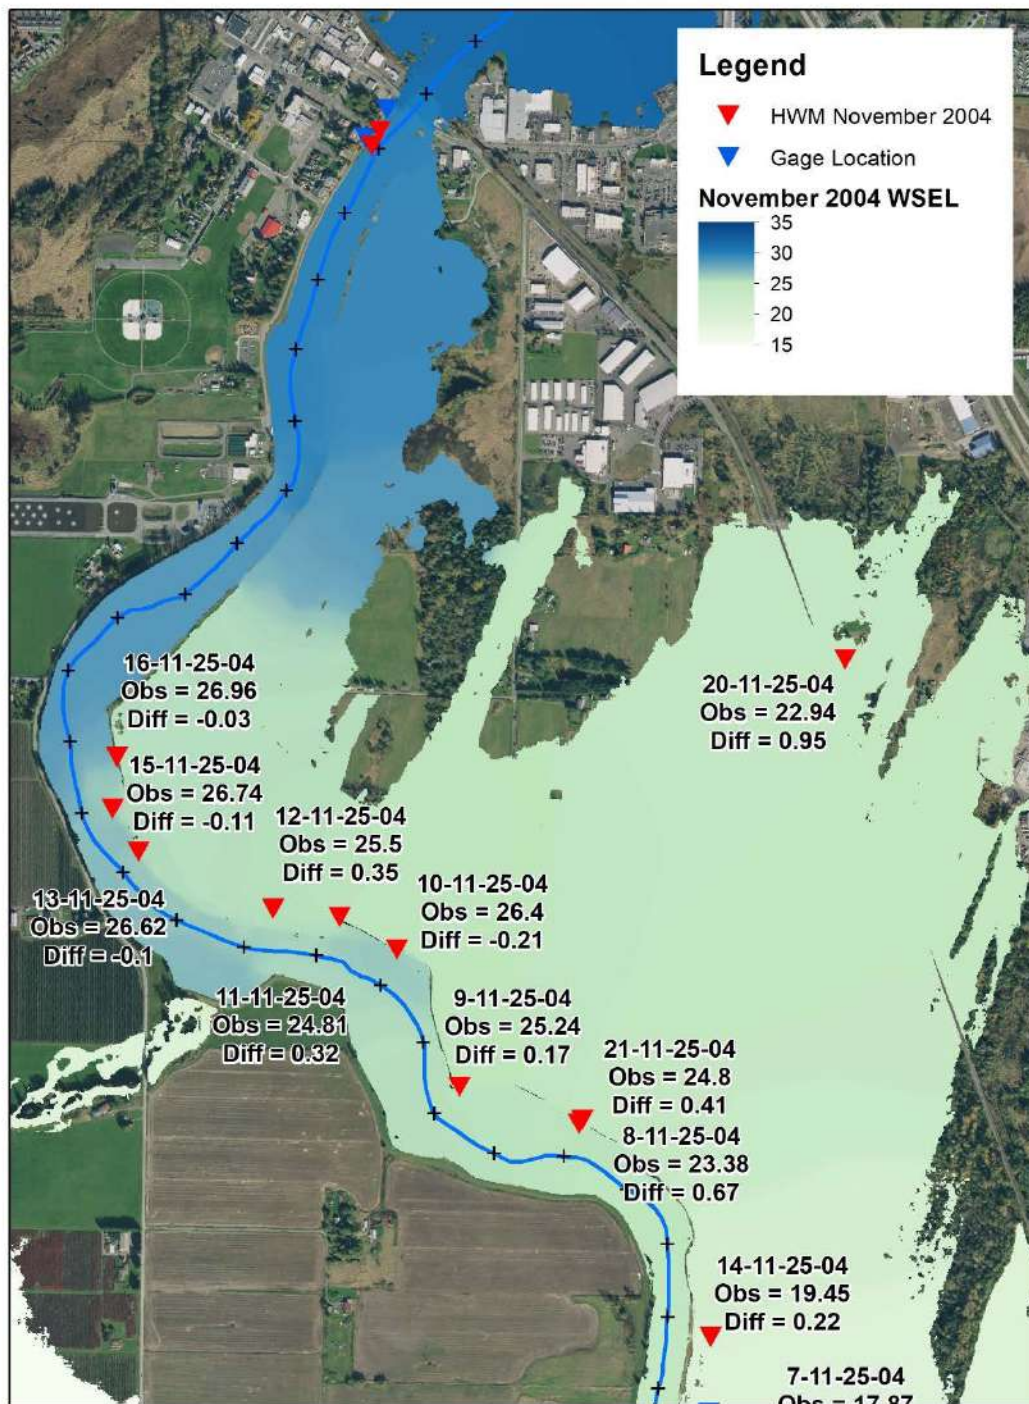 Legend
HWM November 2004
Gage Location
November 2004 WSEL
35
30
25
20
15
16-11-25-04
Obs = 26.96
Diff = -0.03
20-11-25-04
Obs = 22.94
Diff = 0.95
15-11-25-04
Obs = 26.74
Diff = -0.11
12-11-25-04
Obs = 25.5
Diff = 0.35
10-11-25-04
Obs = 26.4
Diff = -0.21
13-11-25-04
Obs = 26.62
Diff = -0.1
11-11-25-04
Obs = 24.81
Diff = 0.32
9-11-25-04
Obs = 25.24
Diff = 0.17
21-11-25-04
Obs = 24.8
Diff = 0.41
8-11-25-04
Obs = 23.38
Diff = 0.67
14-11-25-04
Obs = 19.45
Diff = 0.22
7-11-25-04
Obs = 17.87